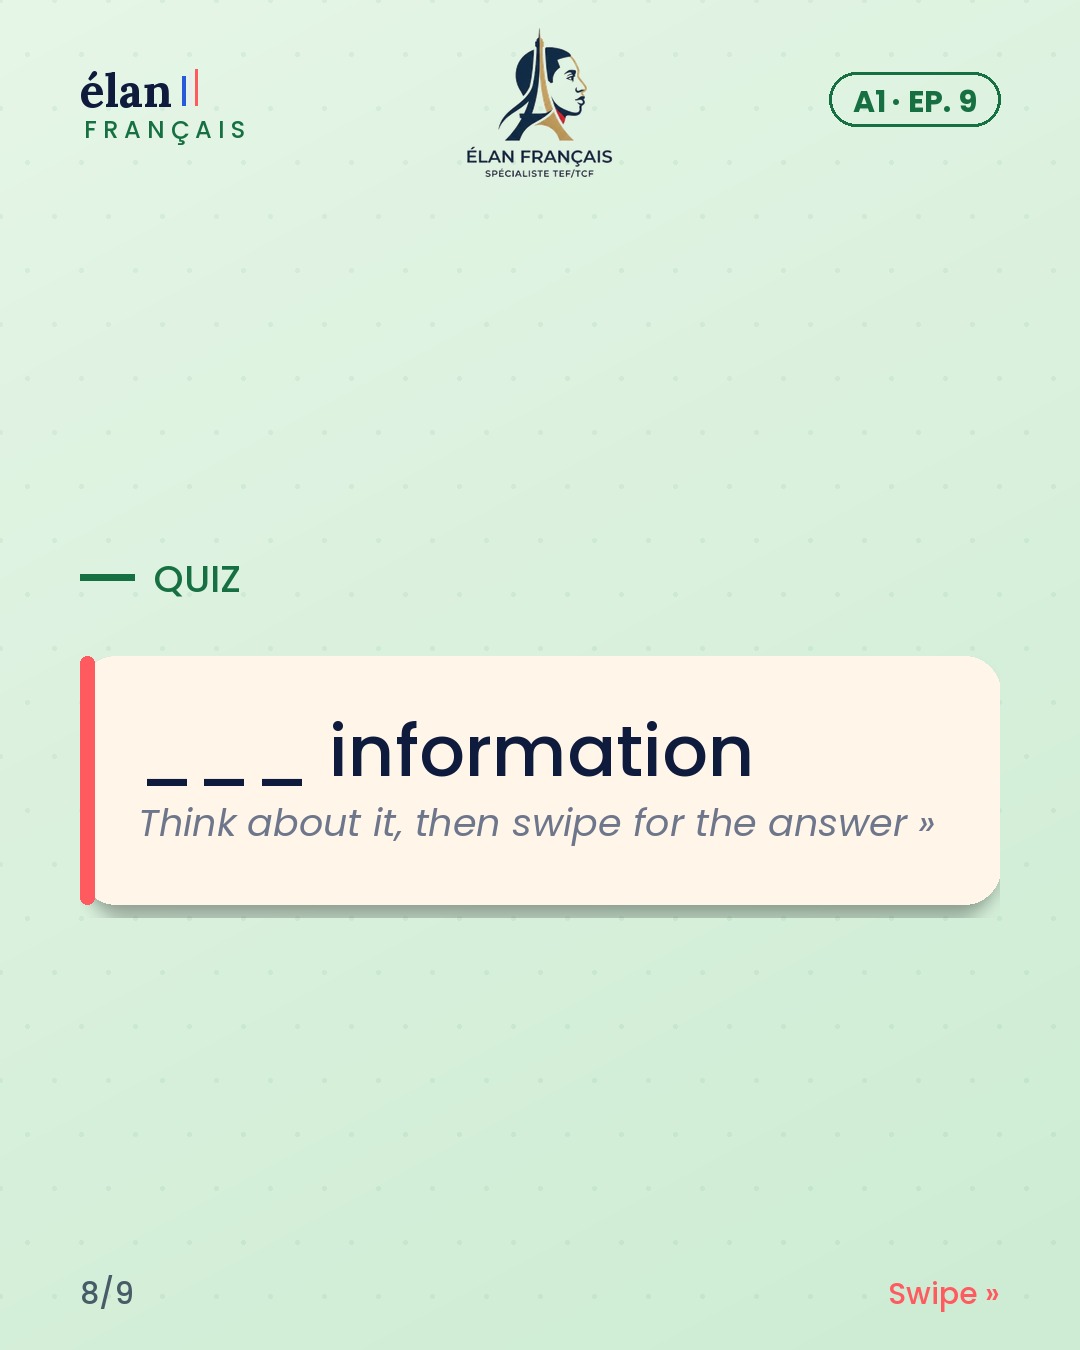 élan
FRANÇAIS
ÉLAN FRANÇAIS
SPÉCIALISTE TEF/TCF
A1 · EP. 9
QUIZ
_ _ _ information
Think about it, then swipe for the answer »
8/9
Swipe »